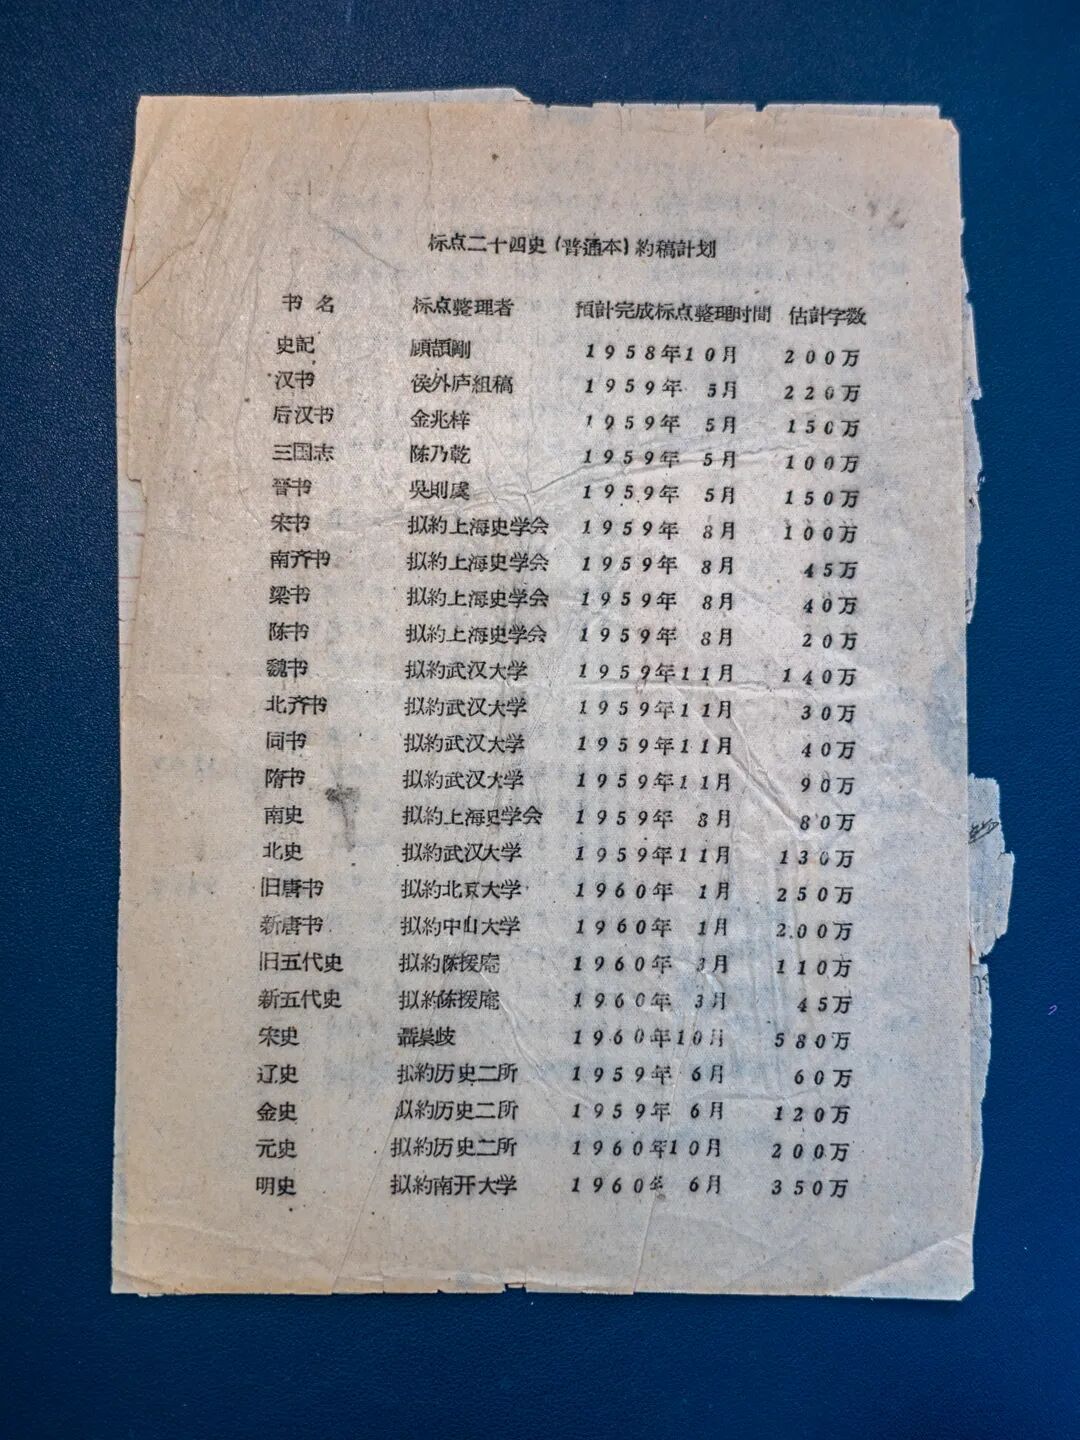 标点二十四史(普通本)約稿計划
书名 标点整理者 預計完成标点整理时間 估計字数
史記 顧頡剛 1958年10月 200万
汉书 侯外庐組稿 1959年 5月 220万
后汉书 金兆梓 1959年 5月 150万
三国志 陈乃乾 1959年 5月 100万
晋书 吳則虞 1959年 5月 150万
宋书 拟約上海史学会 1959年 8月 100万
南齐书 拟約上海史学会 1959年 8月 45万
梁书 拟約上海史学会 1959年 8月 40万
陈书 拟約上海史学会 1959年 8月 20万
魏书 拟約武汉大学 1959年11月 140万
北齐书 拟約武汉大学 1959年11月 30万
同书 拟約武汉大学 1959年11月 40万
隋书 拟約武汉大学 1959年11月 90万
南史 拟約上海史学会 1959年 8月 80万
北史 拟約武汉大学 1959年11月 130万
旧唐书 拟約北京大学 1960年 1月 250万
新唐书 拟約中山大学 1960年 1月 200万
旧五代史 拟約陈援庵 1960年 3月 110万
新五代史 拟約陈援庵 1960年 3月 45万
宋史 聶崇歧 1960年10月 580万
辽史 拟約历史二所 1959年 6月 60万
金史 拟約历史二所 1959年 6月 120万
元史 拟約历史二所 1960年10月 200万
明史 拟約南开大学 1960年 6月 350万